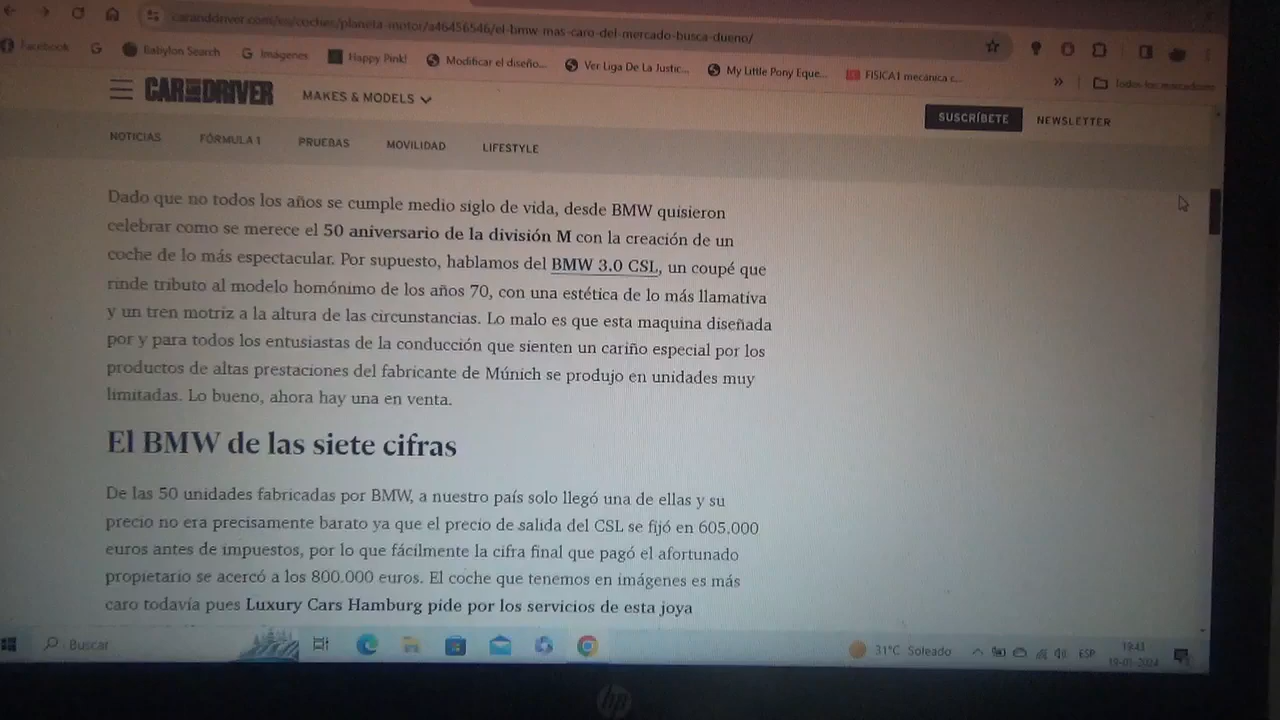 caranddriver.com/es/coches/planeta-motor/a46456546/el-bmw-mas-caro-del-mercado-busca-dueno/
Facebook Babylon Search Imágenes Happy Pink! Modificar el diseño... Ver Liga De La Justic... My Little Pony Eque... FISICA1 mecánica c... » Todos los marcadores
CAR AND DRIVER MAKES & MODELS SUSCRÍBETE NEWSLETTER
NOTICIAS FÓRMULA 1 PRUEBAS MOVILIDAD LIFESTYLE
Dado que no todos los años se cumple medio siglo de vida, desde BMW quisieron
celebrar como se merece el 50 aniversario de la división M con la creación de un
coche de lo más espectacular. Por supuesto, hablamos del BMW 3.0 CSL, un coupé que
rinde tributo al modelo homónimo de los años 70, con una estética de lo más llamativa
y un tren motriz a la altura de las circunstancias. Lo malo es que esta maquina diseñada
por y para todos los entusiastas de la conducción que sienten un cariño especial por los
productos de altas prestaciones del fabricante de Múnich se produjo en unidades muy
limitadas. Lo bueno, ahora hay una en venta.
El BMW de las siete cifras
De las 50 unidades fabricadas por BMW, a nuestro país solo llegó una de ellas y su
precio no era precisamente barato ya que el precio de salida del CSL se fijó en 605.000
euros antes de impuestos, por lo que fácilmente la cifra final que pagó el afortunado
propietario se acercó a los 800.000 euros. El coche que tenemos en imágenes es más
caro todavía pues Luxury Cars Hamburg pide por los servicios de esta joya
Buscar 31°C Soleado ESP 19:43
19-01-2024
hp